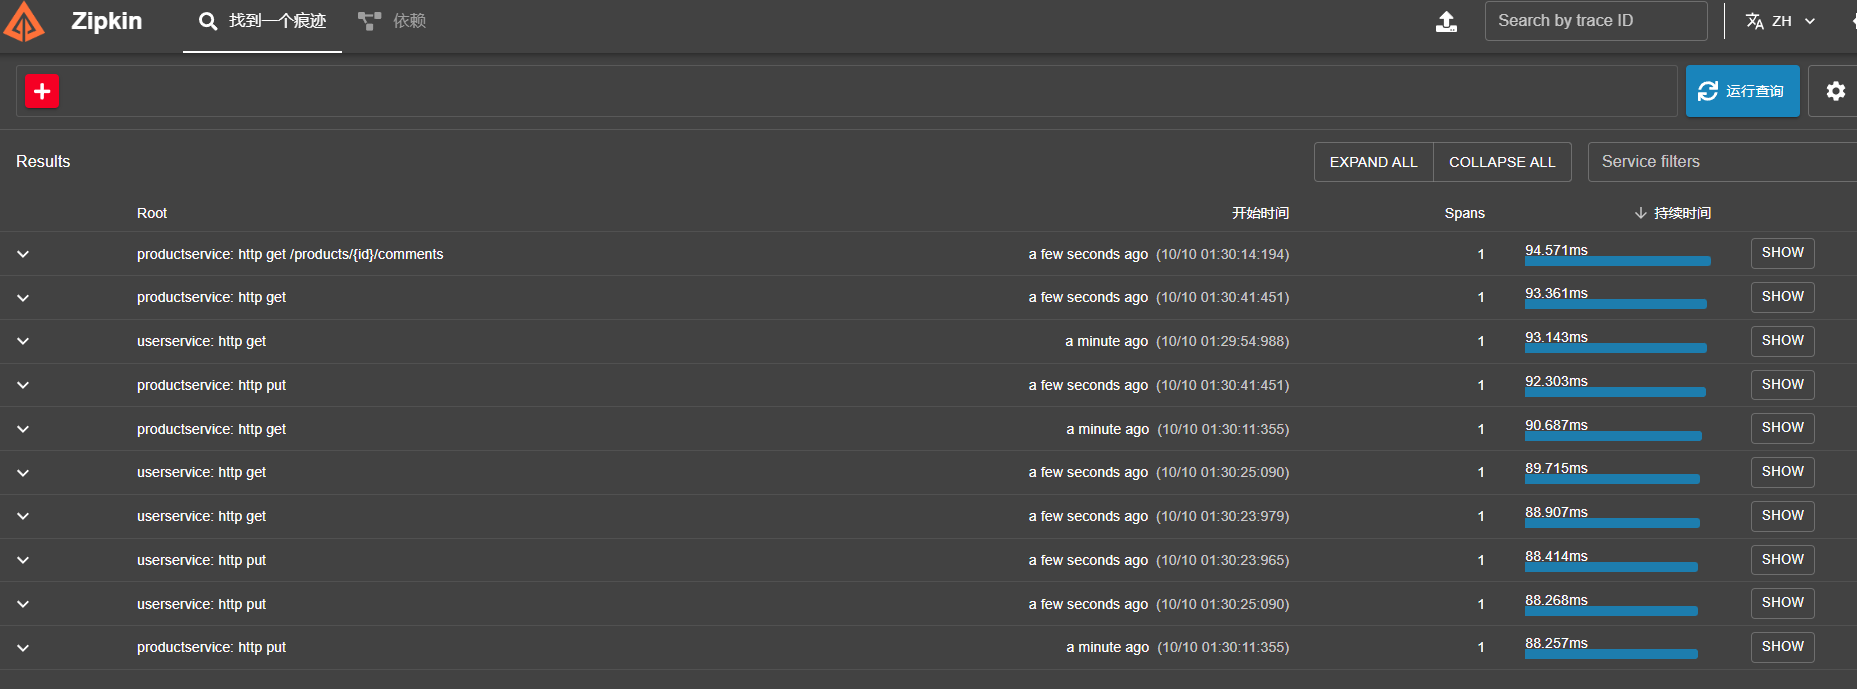 Zipkin 找到一个痕迹 依赖 Search by trace ID ZH
运行查询
Results EXPAND ALL COLLAPSE ALL Service filters
Root 开始时间 Spans 持续时间
productservice: http get /products/{id}/comments a few seconds ago (10/10 01:30:14:194) 1 94.571ms SHOW
productservice: http get a few seconds ago (10/10 01:30:41:451) 1 93.361ms SHOW
userservice: http get a minute ago (10/10 01:29:54:988) 1 93.143ms SHOW
productservice: http put a few seconds ago (10/10 01:30:41:451) 1 92.303ms SHOW
productservice: http get a minute ago (10/10 01:30:11:355) 1 90.687ms SHOW
userservice: http get a few seconds ago (10/10 01:30:25:090) 1 89.715ms SHOW
userservice: http get a few seconds ago (10/10 01:30:23:979) 1 88.907ms SHOW
userservice: http put a few seconds ago (10/10 01:30:23:965) 1 88.414ms SHOW
userservice: http put a few seconds ago (10/10 01:30:25:090) 1 88.268ms SHOW
productservice: http put a minute ago (10/10 01:30:11:355) 1 88.257ms SHOW